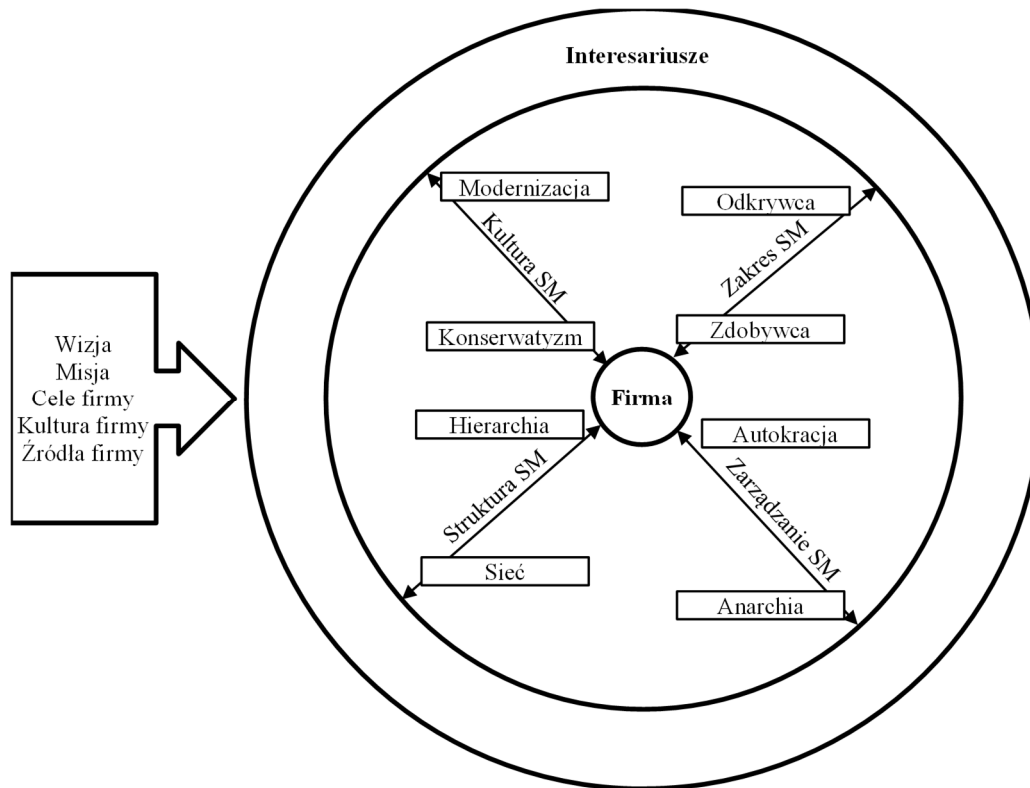 Interesariusze
Modernizacja
Odkrywca
Kultura SM
Zakres SM
Konserwatyzm
Zdobywca
Wizja
Misja
Cele firmy
Kultura firmy
Źródła firmy
Firma
Hierarchia
Autokracja
Struktura SM
Zarządzanie SM
Sieć
Anarchia